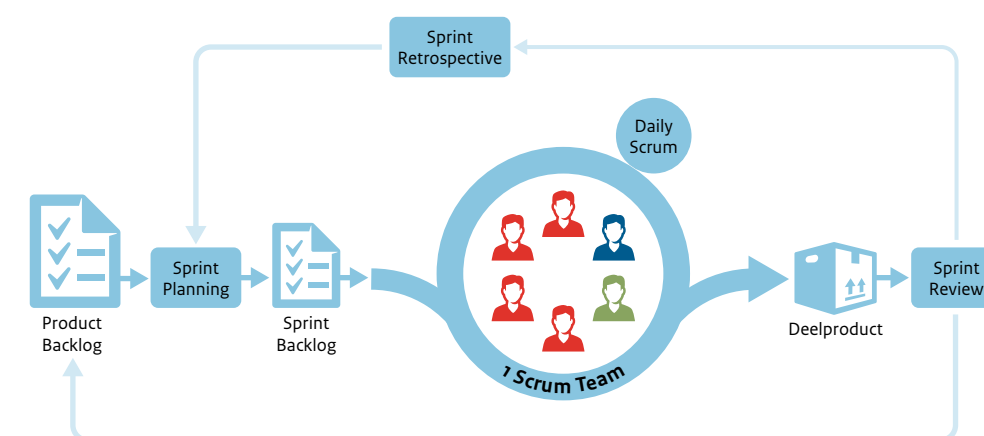 Sprint
Retrospective
Daily
Scrum
Sprint
Planning
Sprint
Review
Product
Backlog
Sprint
Backlog
Deelproduct
1 Scrum Team